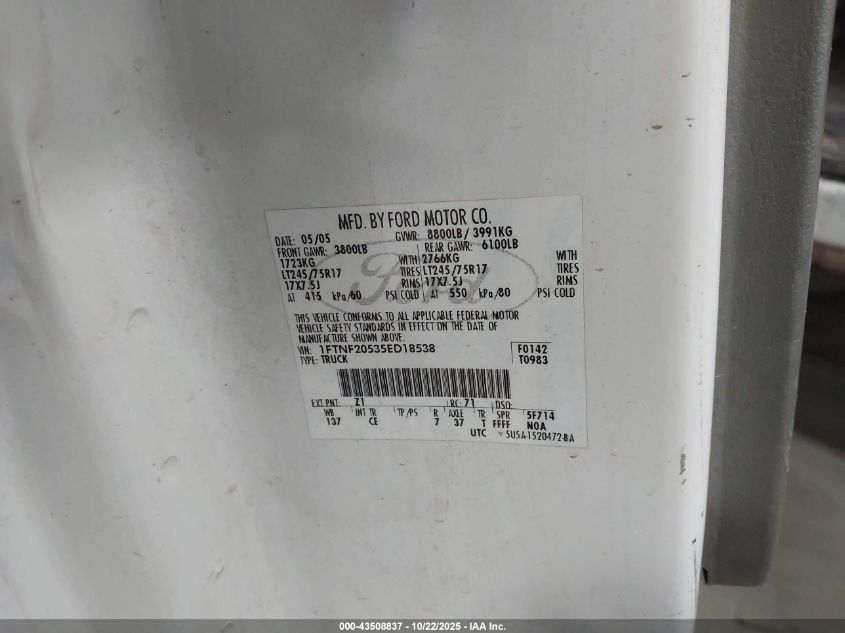 MFD. BY FORD MOTOR CO.
DATE: 05/05 GVWR: 8800LB/ 3991KG
FRONT GAWR: 3800LB REAR GAWR: 6100LB
1723KG WITH 2766KG WITH
LT245/75R17 TIRES LT245/75R17 TIRES
17X7.5J RIMS 17X7.5J RIMS
AT 415 kPa/60 PSI COLD AT 550 kPa/80 PSI COLD
Ford
THIS VEHICLE CONFORMS TO ALL APPLICABLE FEDERAL MOTOR
VEHICLE SAFETY STANDARDS IN EFFECT ON THE DATE OF
MANUFACTURE SHOWN ABOVE.
VIN: 1FTNF20535ED18538 F0142
TYPE: TRUCK T0983
EXT PNT: Z1 RC: 71 DSO:
WB INT TR TP/PS R AXLE TR SPR 5F714
137 CE 7 37 T FFFF NOA
UTC 5U5A-1520472-BA
000-43508837 - 10/22/2025 - IAA Inc.